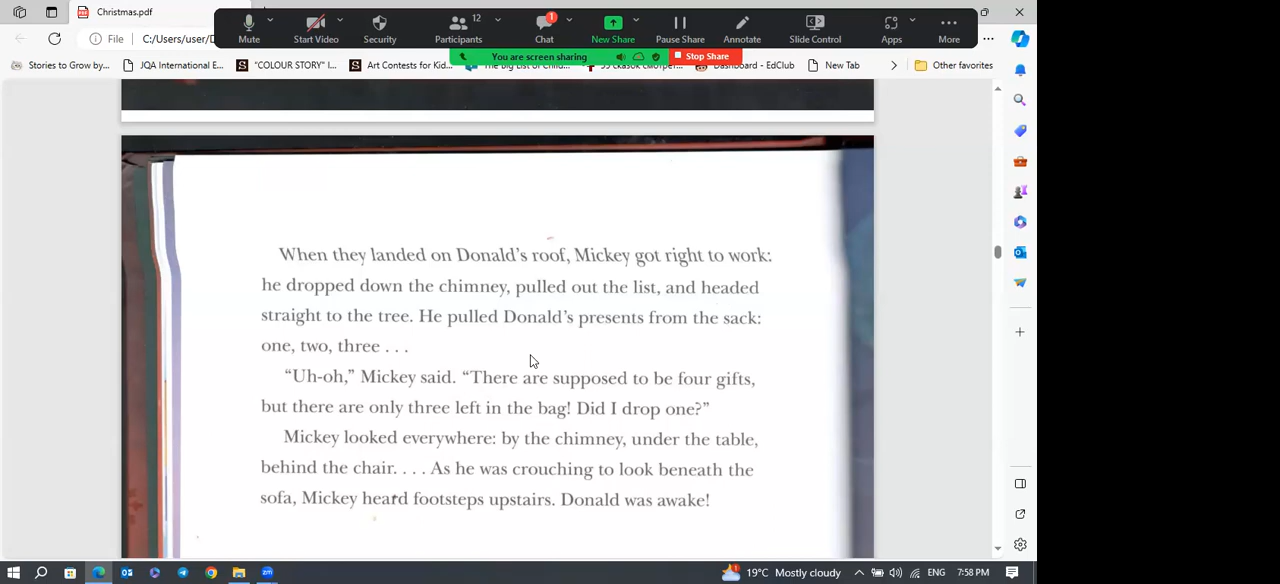 Christmas.pdf
12
1
Mute
Start Video
Security
Participants
Chat
New Share
Pause Share
Annotate
Slide Control
Apps
More
File
C:/Users/user/D
You are screen sharing
Stop Share
Stories to Grow by...
JQA International E...
"COLOUR STORY" I...
Art Contests for Kid...
Dashboard - EdClub
New Tab
Other favorites
When they landed on Donald's roof, Mickey got right to work:
he dropped down the chimney, pulled out the list, and headed
straight to the tree. He pulled Donald's presents from the sack:
one, two, three . . .
"Uh-oh," Mickey said. "There are supposed to be four gifts,
but there are only three left in the bag! Did I drop one?"
Mickey looked everywhere: by the chimney, under the table,
behind the chair. . . . As he was crouching to look beneath the
sofa, Mickey heard footsteps upstairs. Donald was awake!
19°C Mostly cloudy
ENG
7:58 PM